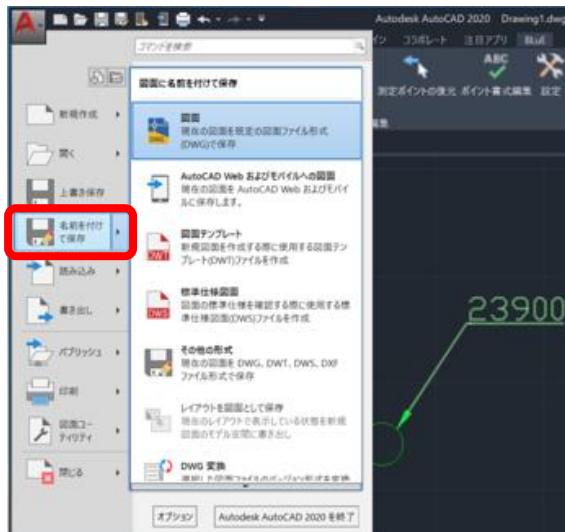 Autodesk AutoCAD 2020 Drawing1.dwg
コマンドを検索
コラボレート 注目アプリ
測定ポイントの復元 ポイント書式編集 設定
図面に名前を付けて保存
新規作成
開く
上書き保存
名前を付け
て保存
読み込み
書き出し
パブリッシュ
印刷
図面ユー
ティリティ
閉じる
図面
現在の図面を既定の図面ファイル形式
(DWG)で保存
AutoCAD Web およびモバイルへの図面
現在の図面を AutoCAD Web およびモバイ
ルに保存します。
図面テンプレート
新規図面を作成する際に使用する図面テン
プレート(DWT)ファイルを作成
標準仕様図面
図面の標準仕様を確認する際に使用する標
準仕様図面(DWS)ファイルを作成
その他の形式
現在の図面を DWG、DWT、DWS、DXF
ファイル形式で保存
レイアウトを図面として保存
現在のレイアウトで表示している状態を新規
図面のモデル空間に書き出し
DWG 変換
オプション
Autodesk AutoCAD 2020 を終了
DWT
DWS
ABC
23900